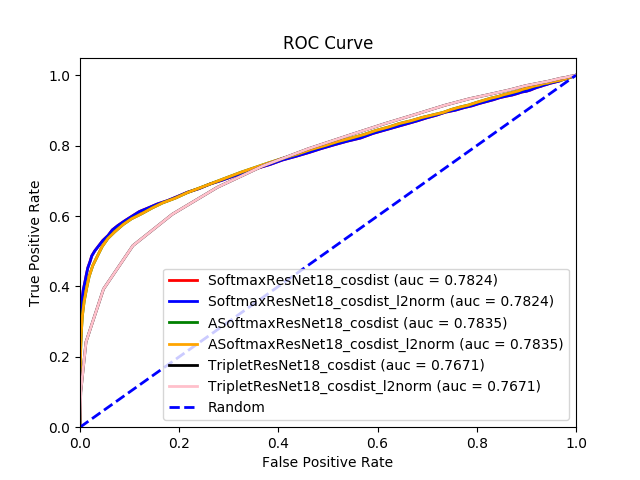 ROC Curve
1.0
0.8
0.6
0.4
0.2
0.0
True Positive Rate
SoftmaxResNet18_cosdist (auc = 0.7824)
SoftmaxResNet18_cosdist_l2norm (auc = 0.7824)
ASoftmaxResNet18_cosdist (auc = 0.7835)
ASoftmaxResNet18_cosdist_l2norm (auc = 0.7835)
TripletResNet18_cosdist (auc = 0.7671)
TripletResNet18_cosdist_l2norm (auc = 0.7671)
Random
0.0 0.2 0.4 0.6 0.8 1.0
False Positive Rate